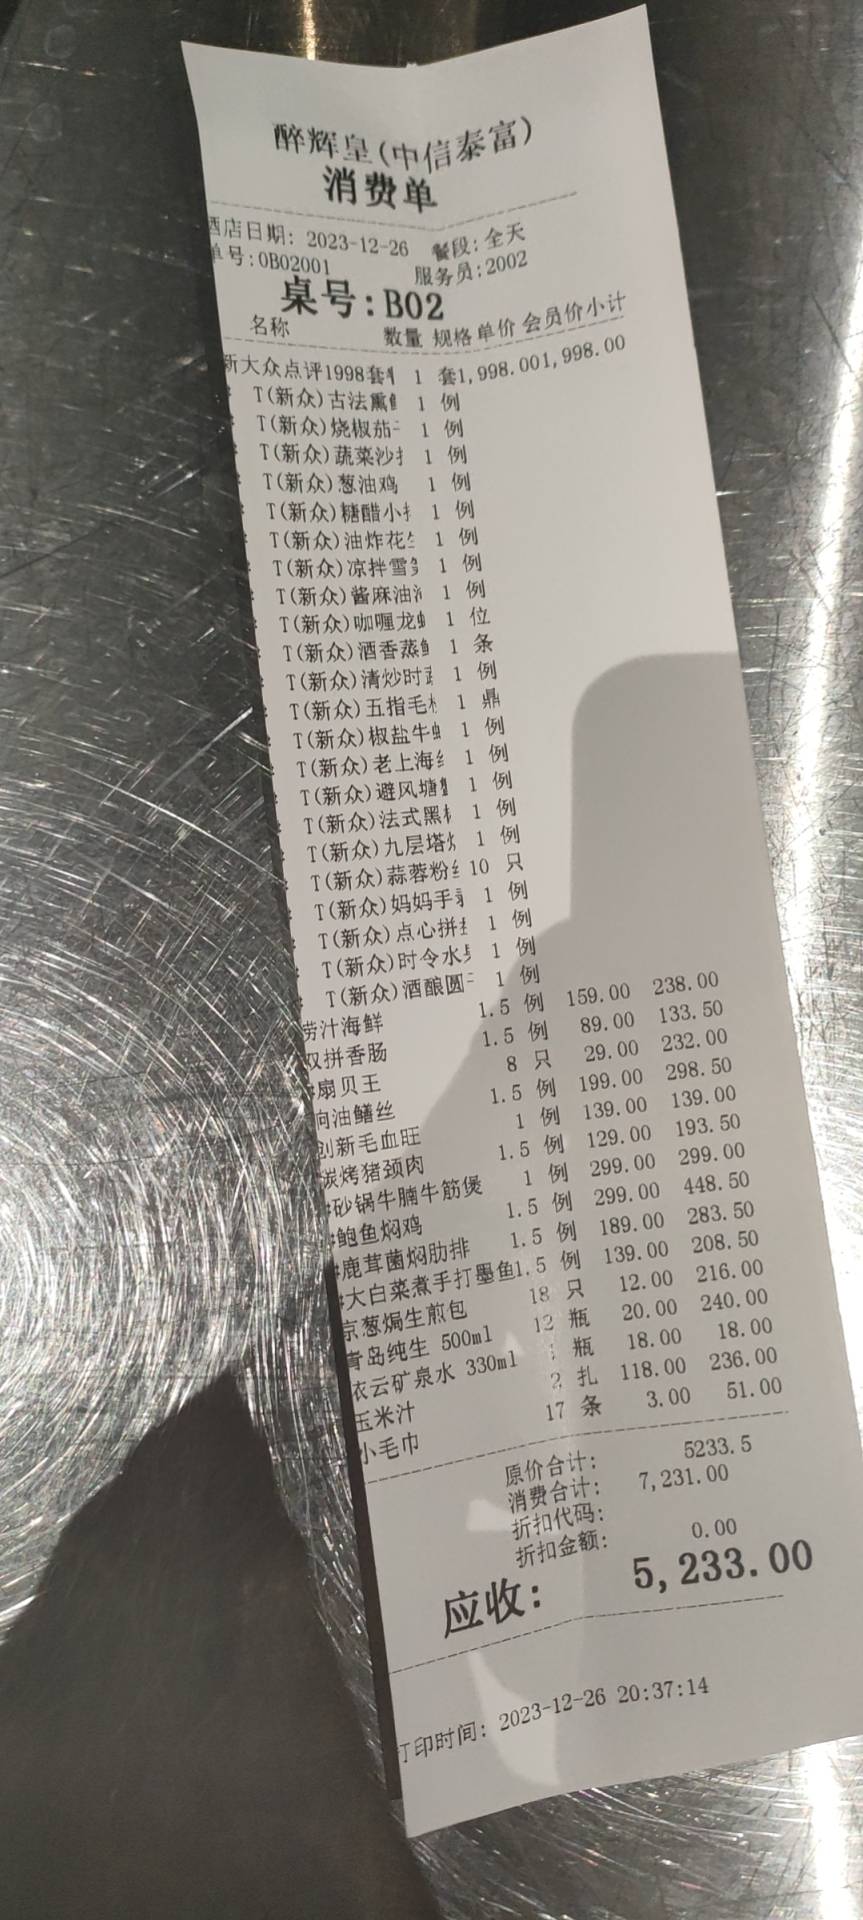 醉辉皇(中信泰富)
消费单
酒店日期: 2023-12-26 餐段:全天
单号:0B02001 服务员:2002
桌号:B02
名称 数量 规格 单价 会员价小计
新大众点评1998套 1 套1,998.001,998.00
T(新众)古法熏 1 例
T(新众)烧椒茄 1 例
T(新众)蔬菜沙 1 例
T(新众)葱油鸡 1 例
T(新众)糖醋小 1 例
T(新众)油炸花 1 例
T(新众)凉拌雪 1 例
T(新众)酱麻油 1 例
T(新众)咖喱龙 1 位
T(新众)酒香蒸 1 条
T(新众)清炒时 1 例
T(新众)五指毛 1 鼎
T(新众)椒盐牛 1 例
T(新众)老上海 1 例
T(新众)避风塘 1 例
T(新众)法式黑 1 例
T(新众)九层塔 1 例
T(新众)蒜蓉粉 10 只
T(新众)妈妈手 1 例
T(新众)点心拼 1 例
T(新众)时令水 1 例
T(新众)酒酿圆 1 例
捞汁海鲜 1.5 例 159.00 238.00
双拼香肠 1.5 例 89.00 133.50
#扇贝王 8 只 29.00 232.00
响油鳝丝 1.5 例 199.00 298.50
创新毛血旺 1 例 139.00 139.00
炭烤猪颈肉 1.5 例 129.00 193.50
#砂锅牛腩牛筋煲 1 例 299.00 299.00
#鲍鱼焖鸡 1.5 例 299.00 448.50
#鹿茸菌焖肋排 1.5 例 189.00 283.50
#大白菜煮手打墨鱼1.5 例 139.00 208.50
京葱焗生煎包 18 只 12.00 216.00
青岛纯生 500ml 12 瓶 20.00 240.00
依云矿泉水 330ml 1 瓶 18.00 18.00
玉米汁 2 扎 118.00 236.00
小毛巾 17 条 3.00 51.00
原价合计: 5233.5
消费合计: 7,231.00
折扣代码:
折扣金额: 0.00
应收: 5,233.00
打印时间: 2023-12-26 20:37:14